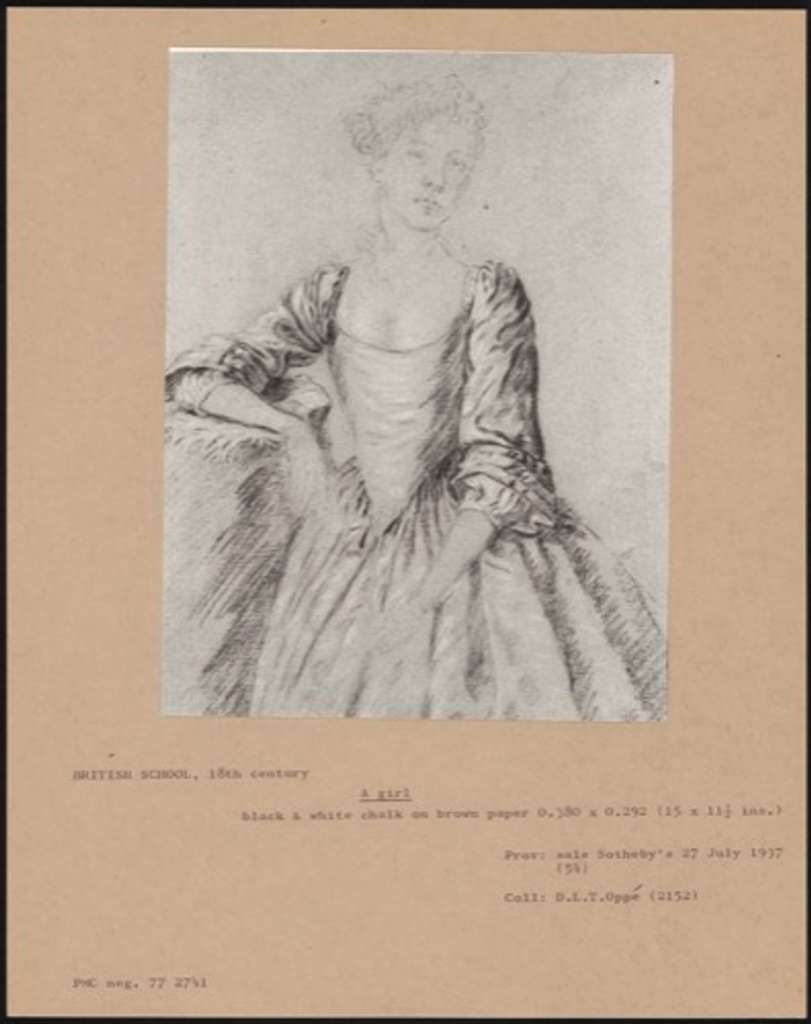 BRITISH SCHOOL, 18th century
A girl
black & white chalk on brown paper 0.380 x 0.292 (15 x 11½ ins.)
Prov: sale Sotheby's 27 July 1937
Coll: D.L.T.Oppé (2152)
PMC neg. 77 2741